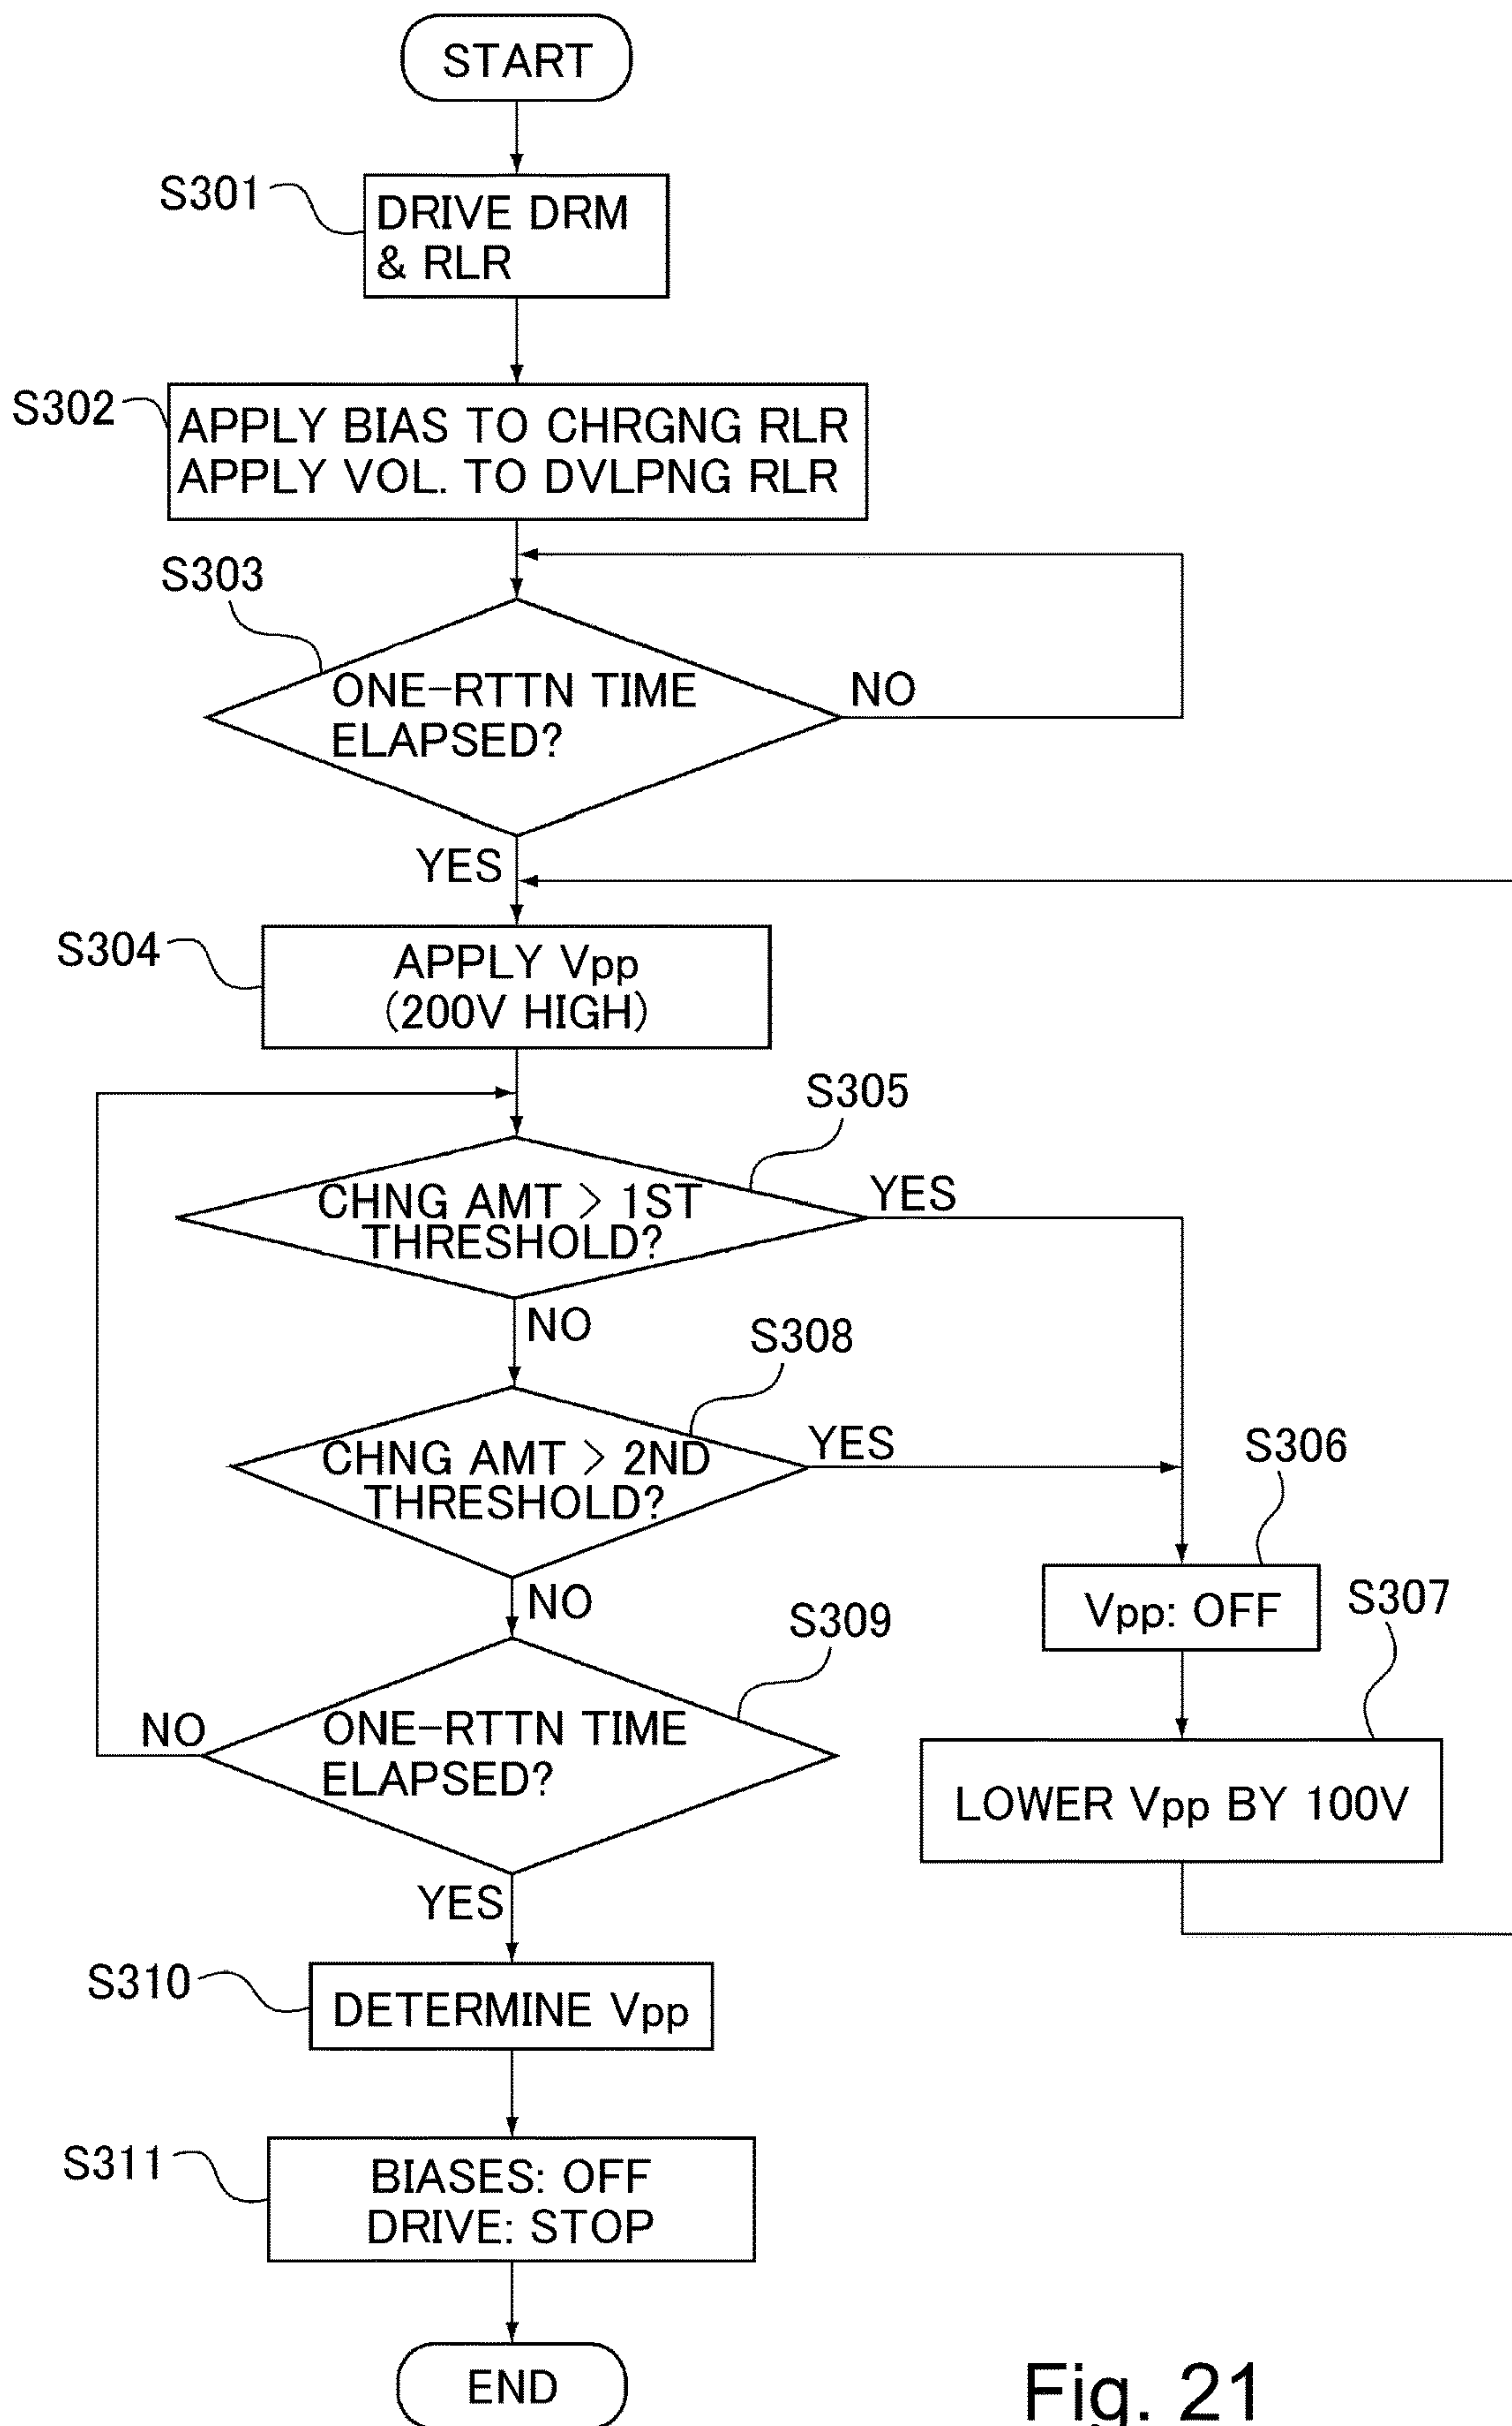 START
S301
DRIVE DRM
& RLR
S302
APPLY BIAS TO CHRGNG RLR
APPLY VOL. TO DVLPNG RLR
S303
ONE-RTTN TIME
ELAPSED?
NO
YES
S304
APPLY Vpp
(200V HIGH)
S305
CHNG AMT > 1ST
THRESHOLD?
YES
NO
S308
CHNG AMT > 2ND
THRESHOLD?
YES
NO
S306
Vpp: OFF
S307
LOWER Vpp BY 100V
S309
ONE-RTTN TIME
ELAPSED?
NO
YES
S310
DETERMINE Vpp
S311
BIASES: OFF
DRIVE: STOP
END
Fig. 21